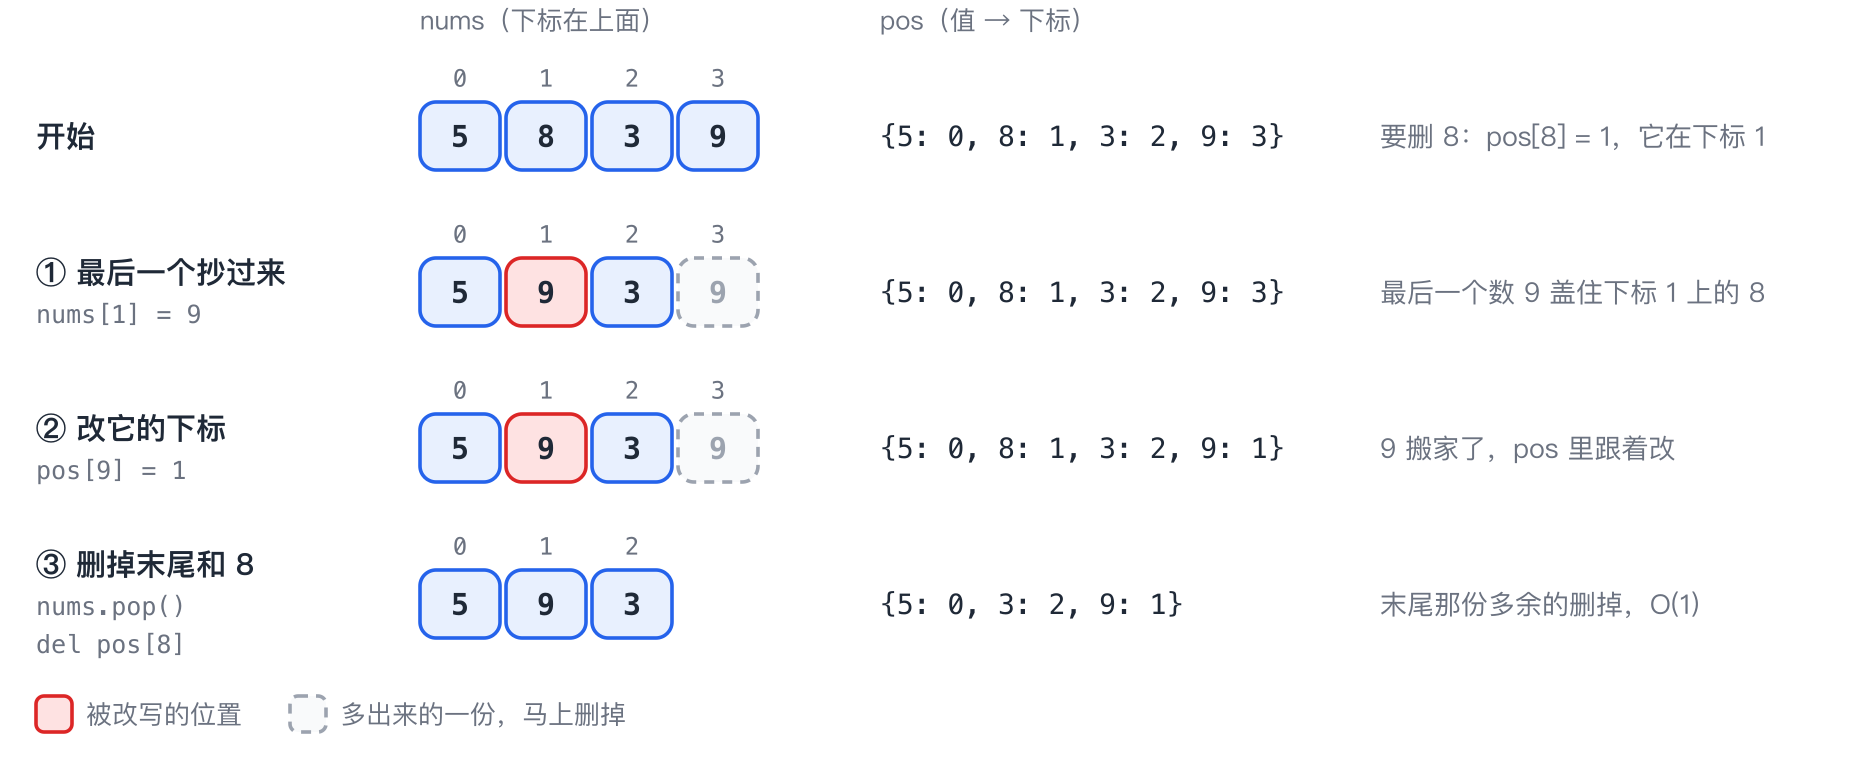 nums（下标在上面） pos（值 → 下标）
0 1 2 3
开始 5 8 3 9 {5: 0, 8: 1, 3: 2, 9: 3} 要删 8：pos[8] = 1，它在下标 1
0 1 2 3
① 最后一个抄过来
nums[1] = 9
5 9 3 9 {5: 0, 8: 1, 3: 2, 9: 3} 最后一个数 9 盖住下标 1 上的 8
0 1 2 3
② 改它的下标
pos[9] = 1
5 9 3 9 {5: 0, 8: 1, 3: 2, 9: 1} 9 搬家了，pos 里跟着改
0 1 2
③ 删掉末尾和 8
nums.pop()
del pos[8]
5 9 3 {5: 0, 3: 2, 9: 1} 末尾那份多余的删掉，O(1)
被改写的位置 多出来的一份，马上删掉